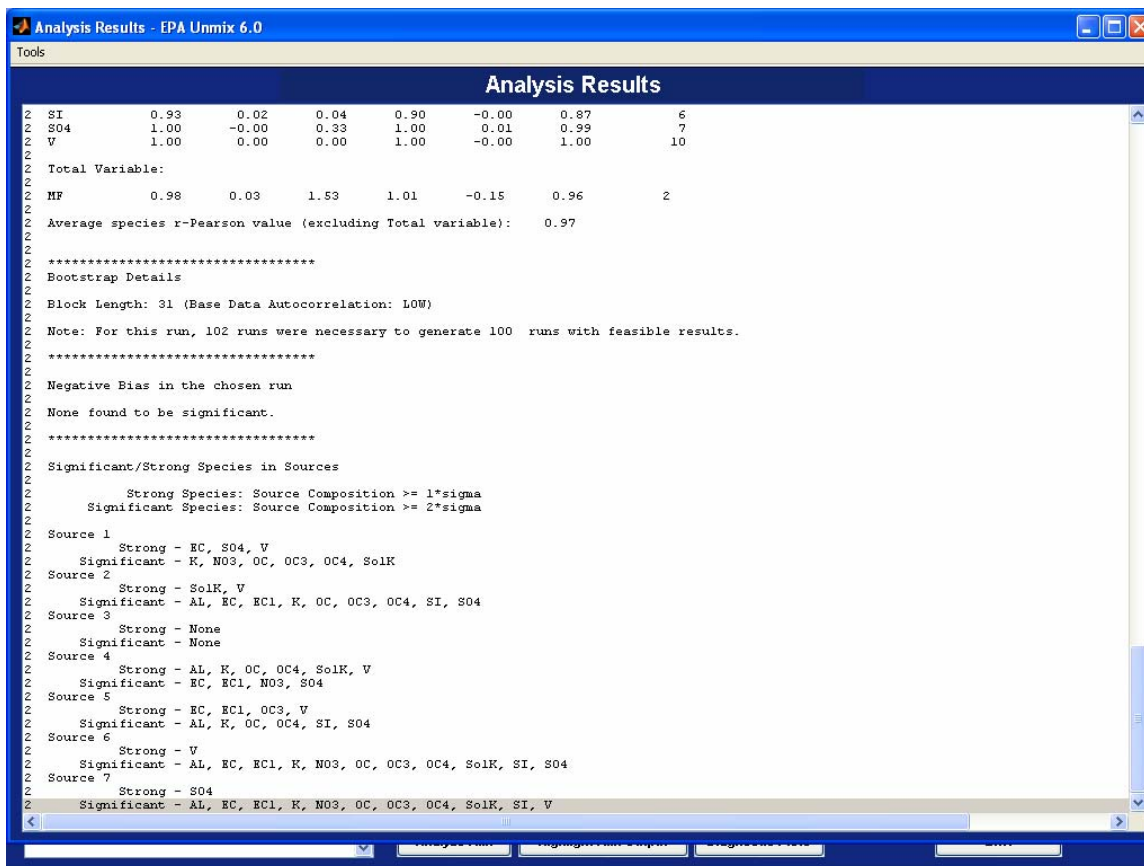 Analysis Results - EPA Unmix 6.0
Tools
Analysis Results
2 SI 0.93 0.02 0.04 0.90 -0.00 0.87 6
2 SO4 1.00 -0.00 0.33 1.00 0.01 0.99 7
2 V 1.00 0.00 0.00 1.00 -0.00 1.00 10
2
2 Total Variable:
2
2 MF 0.98 0.03 1.53 1.01 -0.15 0.96 2
2
2 Average species r-Pearson value (excluding Total variable): 0.97
2
2
2 **********************************
2 Bootstrap Details
2
2 Block Length: 31 (Base Data Autocorrelation: LOW)
2
2 Note: For this run, 102 runs were necessary to generate 100 runs with feasible results.
2
2 **********************************
2
2 Negative Bias in the chosen run
2
2 None found to be significant.
2
2 **********************************
2
2 Significant/Strong Species in Sources
2
2 Strong Species: Source Composition >= 1*sigma
2 Significant Species: Source Composition >= 2*sigma
2
2 Source 1
2 Strong - EC, SO4, V
2 Significant - K, NO3, OC, OC3, OC4, SolK
2 Source 2
2 Strong - SolK, V
2 Significant - AL, EC, EC1, K, OC, OC3, OC4, SI, SO4
2 Source 3
2 Strong - None
2 Significant - None
2 Source 4
2 Strong - AL, K, OC, OC4, SolK, V
2 Significant - EC, EC1, NO3, SO4
2 Source 5
2 Strong - EC, EC1, OC3, V
2 Significant - AL, K, OC, OC4, SI, SO4
2 Source 6
2 Strong - V
2 Significant - AL, EC, EC1, K, NO3, OC, OC3, OC4, SolK, SI, SO4
2 Source 7
2 Strong - SO4
2 Significant - AL, EC, EC1, K, NO3, OC, OC3, OC4, SolK, SI, V